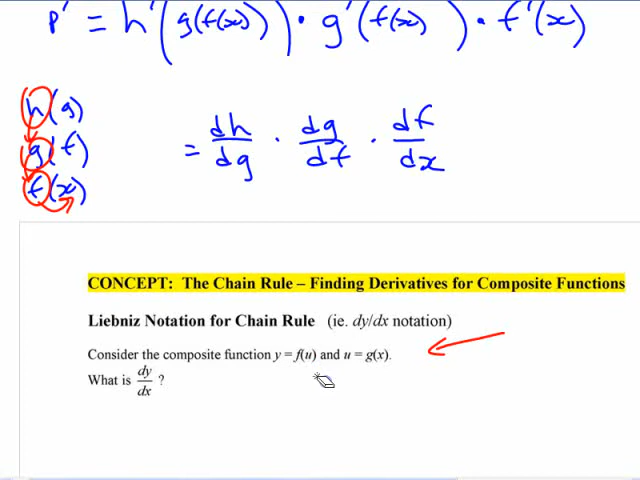 p' = h'(g(f(x))) · g'(f(x)) · f'(x)
h(g)
g(f)
f(x)
= dh/dg · dg/df · df/dx
CONCEPT: The Chain Rule – Finding Derivatives for Composite Functions
Liebniz Notation for Chain Rule (ie. dy/dx notation)
Consider the composite function y = f(u) and u = g(x).
What is dy/dx ?